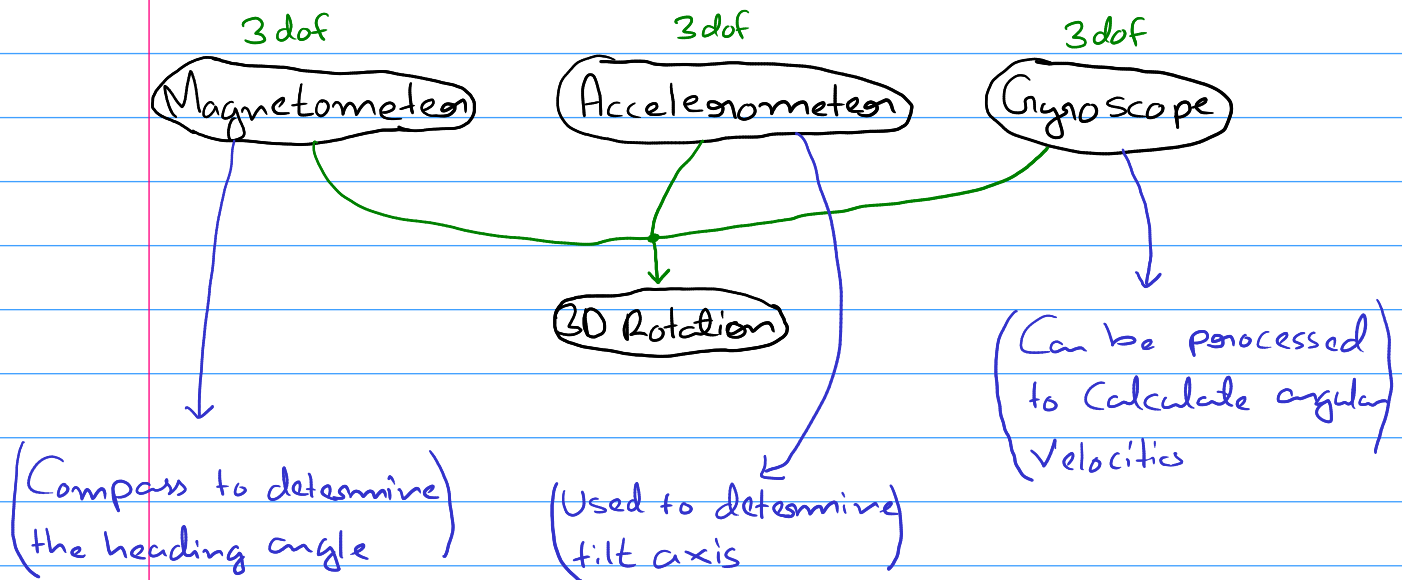 3 dof
3 dof
3 dof
Magnetometer
Accelerometer
Gyroscope
3D Rotation
(Can be processed
to Calculate angular
velocities)
(Compass to determine
the heading angle)
(Used to determine
tilt axis)